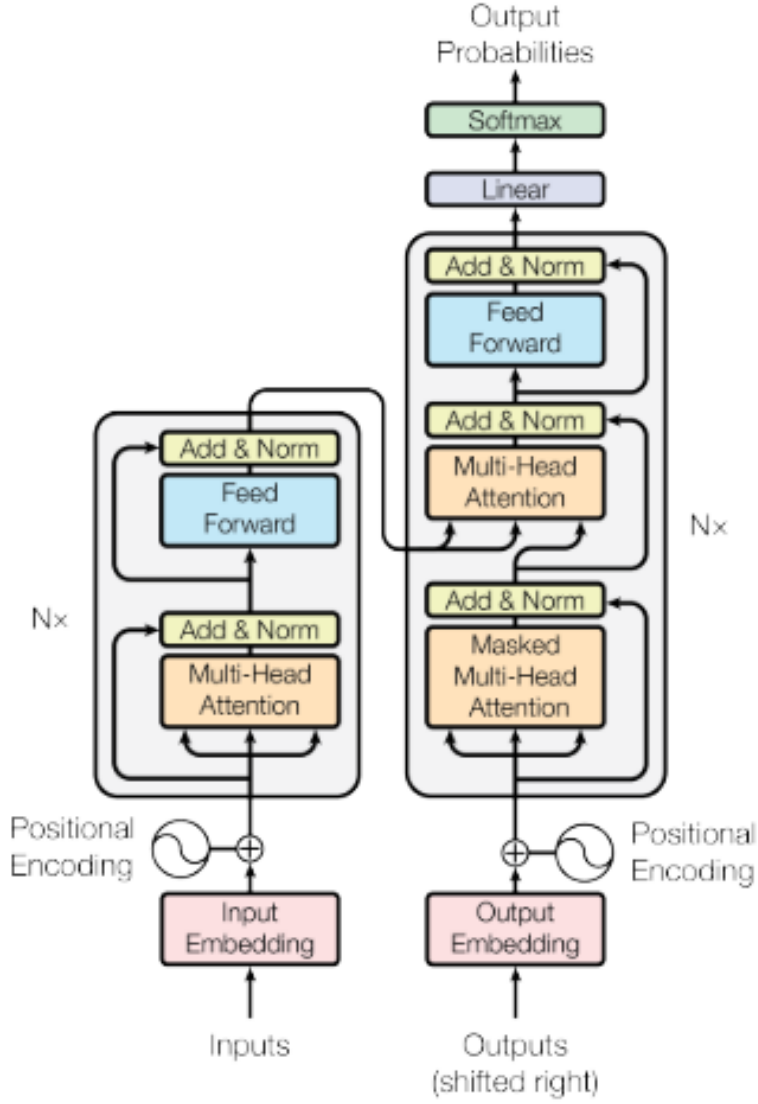 Output
Probabilities
Softmax
Linear
Add & Norm
Feed
Forward
Add & Norm
Multi-Head
Attention
Nx
Add & Norm
Masked
Multi-Head
Attention
Add & Norm
Feed
Forward
Nx
Add & Norm
Multi-Head
Attention
Positional
Encoding
Positional
Encoding
Input
Embedding
Output
Embedding
Inputs
Outputs
(shifted right)